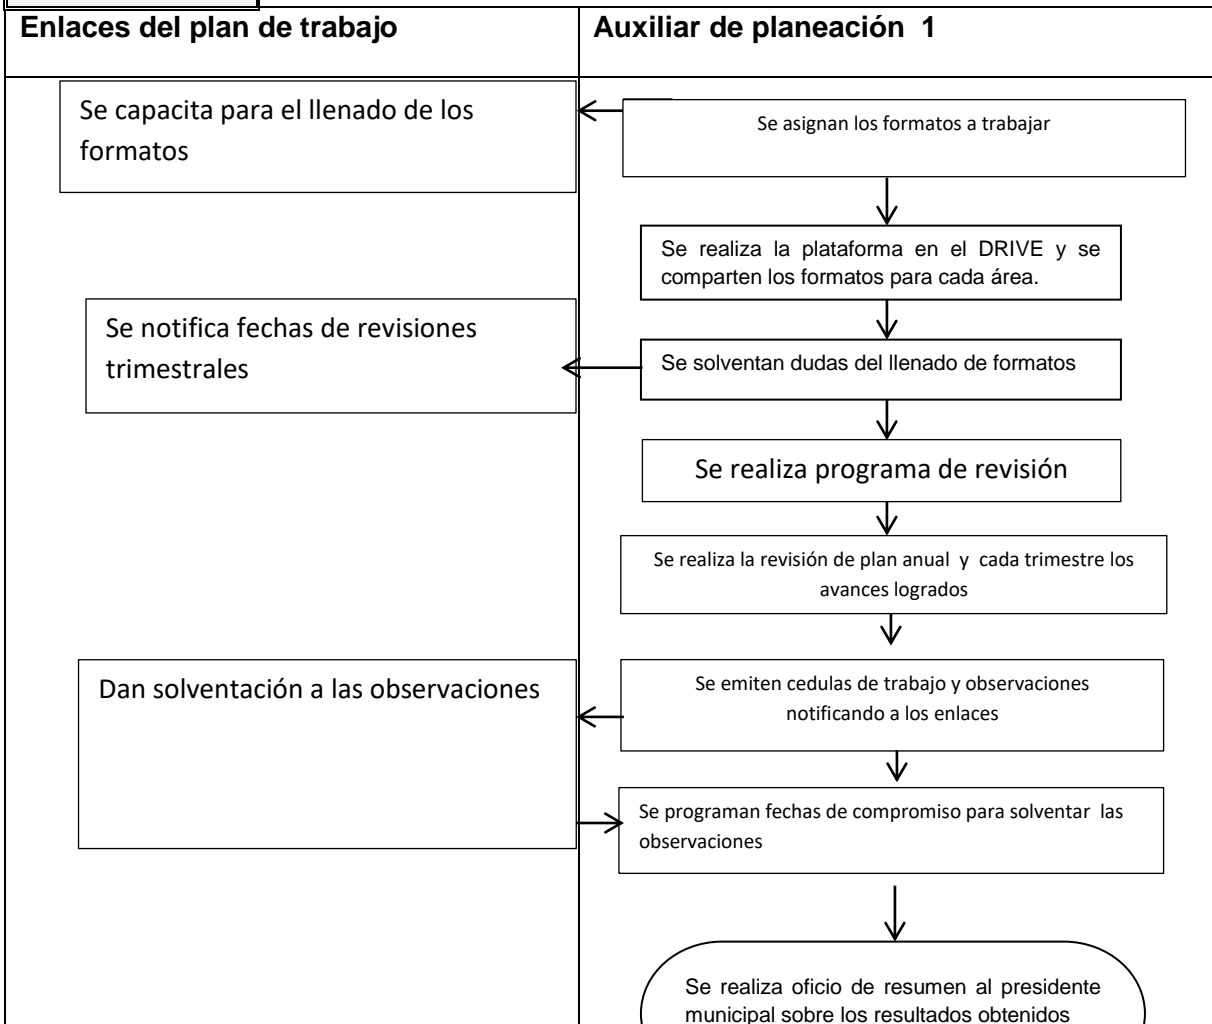 Enlaces del plan de trabajo
Auxiliar de planeación 1
Se capacita para el llenado de los
formatos
Se asignan los formatos a trabajar
Se realiza la plataforma en el DRIVE y se
comparten los formatos para cada área.
Se notifica fechas de revisiones
trimestrales
Se solventan dudas del llenado de formatos
Se realiza programa de revisión
Se realiza la revisión de plan anual y cada trimestre los
avances logrados
Dan solventación a las observaciones
Se emiten cedulas de trabajo y observaciones
notificando a los enlaces
Se programan fechas de compromiso para solventar las
observaciones
Se realiza oficio de resumen al presidente
municipal sobre los resultados obtenidos